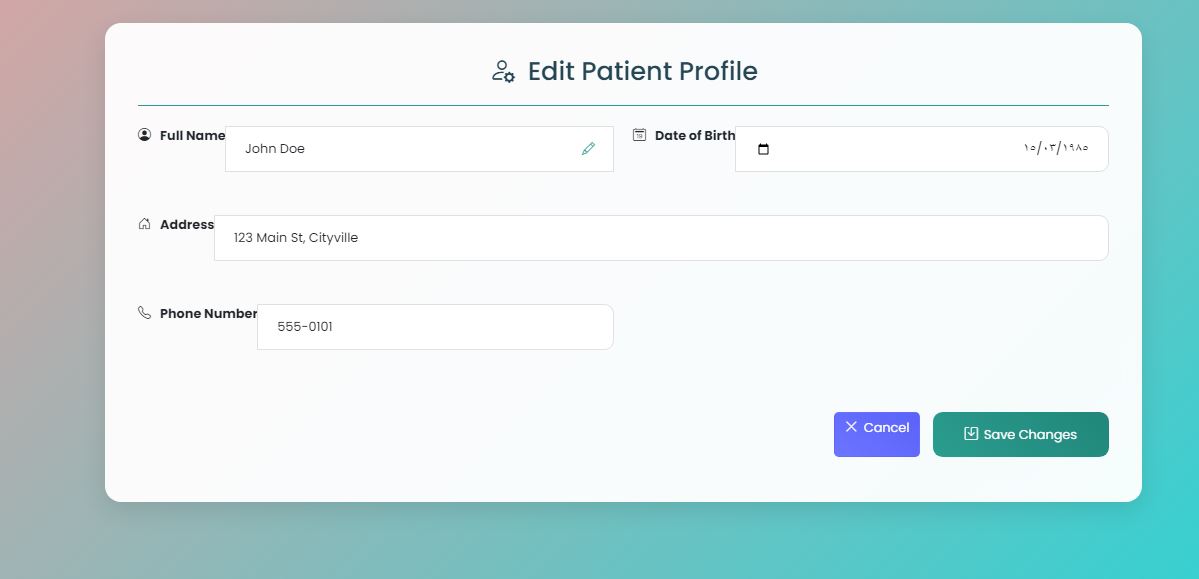 Edit Patient Profile
Full Name
John Doe
Date of Birth
١٥/٠٣/١٩٨٥
Address
123 Main St, Cityville
Phone Number
555-0101
Cancel
Save Changes